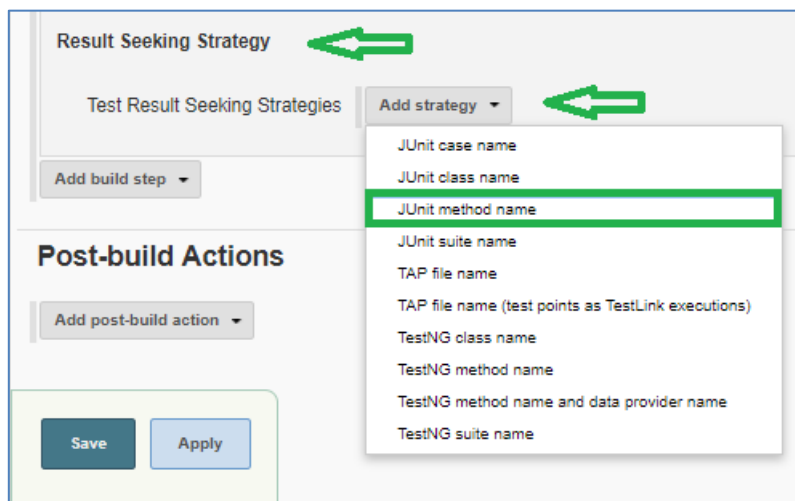 Result Seeking Strategy
Test Result Seeking Strategies Add strategy
JUnit case name
JUnit class name
JUnit method name
JUnit suite name
TAP file name
TAP file name (test points as TestLink executions)
TestNG class name
TestNG method name
TestNG method name and data provider name
TestNG suite name
Add build step
Post-build Actions
Add post-build action
Save Apply